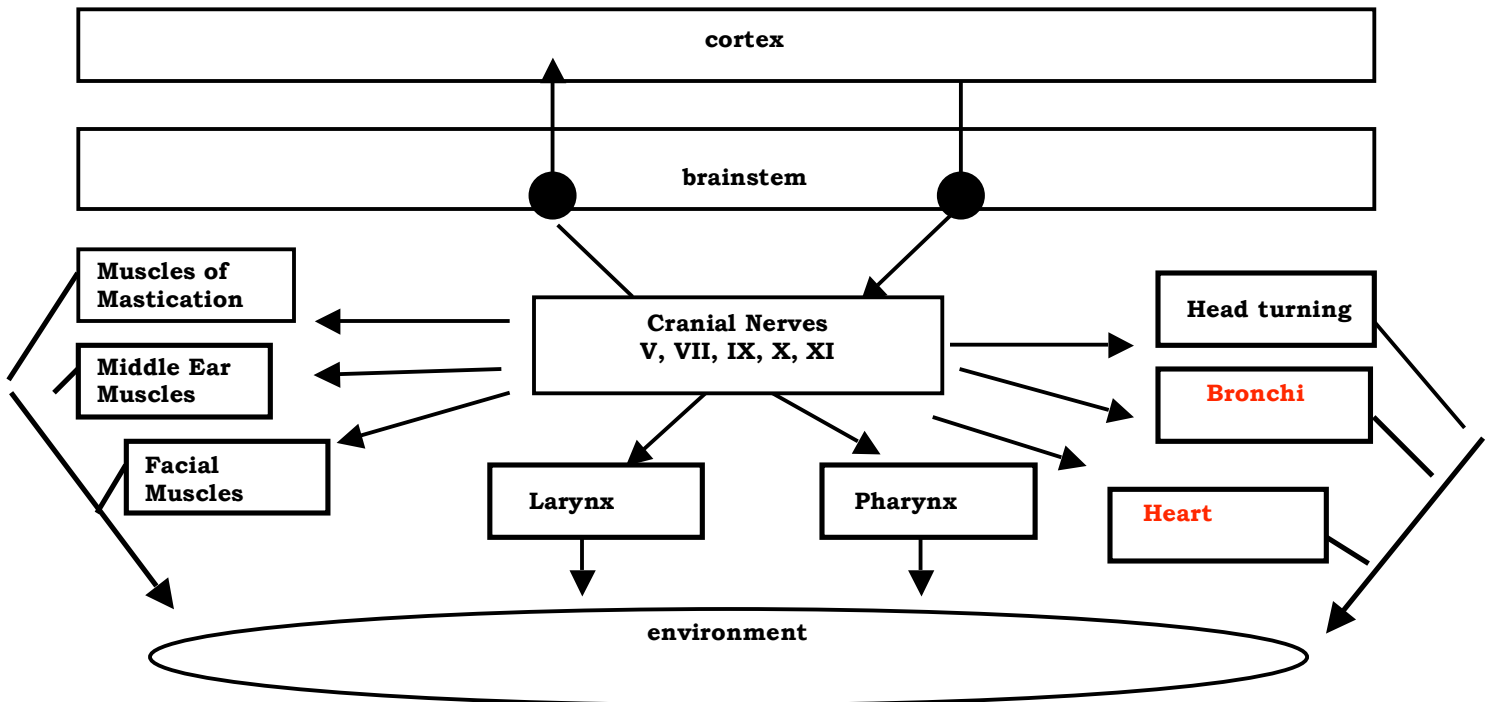 cortex
brainstem
Muscles of
Mastication
Cranial Nerves
V, VII, IX, X, XI
Head turning
Middle Ear
Muscles
Bronchi
Facial
Muscles
Larynx
Pharynx
Heart
environment